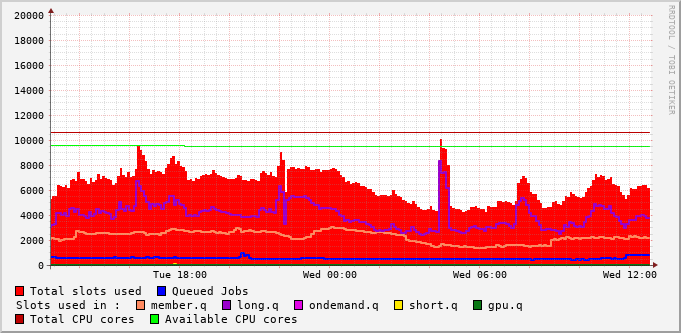 RRDTOOL / TOBI OETIKER
20000
18000
16000
14000
12000
10000
8000
6000
4000
2000
0
Tue 18:00 Wed 00:00 Wed 06:00 Wed 12:00
Total slots used Queued Jobs
Slots used in : member.q long.q ondemand.q short.q gpu.q
Total CPU cores Available CPU cores